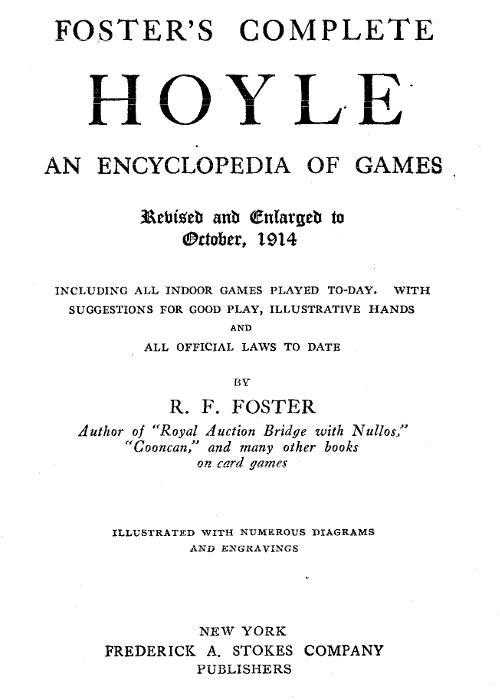 FOSTER'S COMPLETE
HOYLE
AN ENCYCLOPEDIA OF GAMES
Revised and Enlarged to
October, 1914
INCLUDING ALL INDOOR GAMES PLAYED TO-DAY. WITH
SUGGESTIONS FOR GOOD PLAY, ILLUSTRATIVE HANDS
AND
ALL OFFICIAL LAWS TO DATE
BY
R. F. FOSTER
Author of "Royal Auction Bridge with Nullos,"
"Cooncan," and many other books
on card games
ILLUSTRATED WITH NUMEROUS DIAGRAMS
AND ENGRAVINGS
NEW YORK
FREDERICK A. STOKES COMPANY
PUBLISHERS